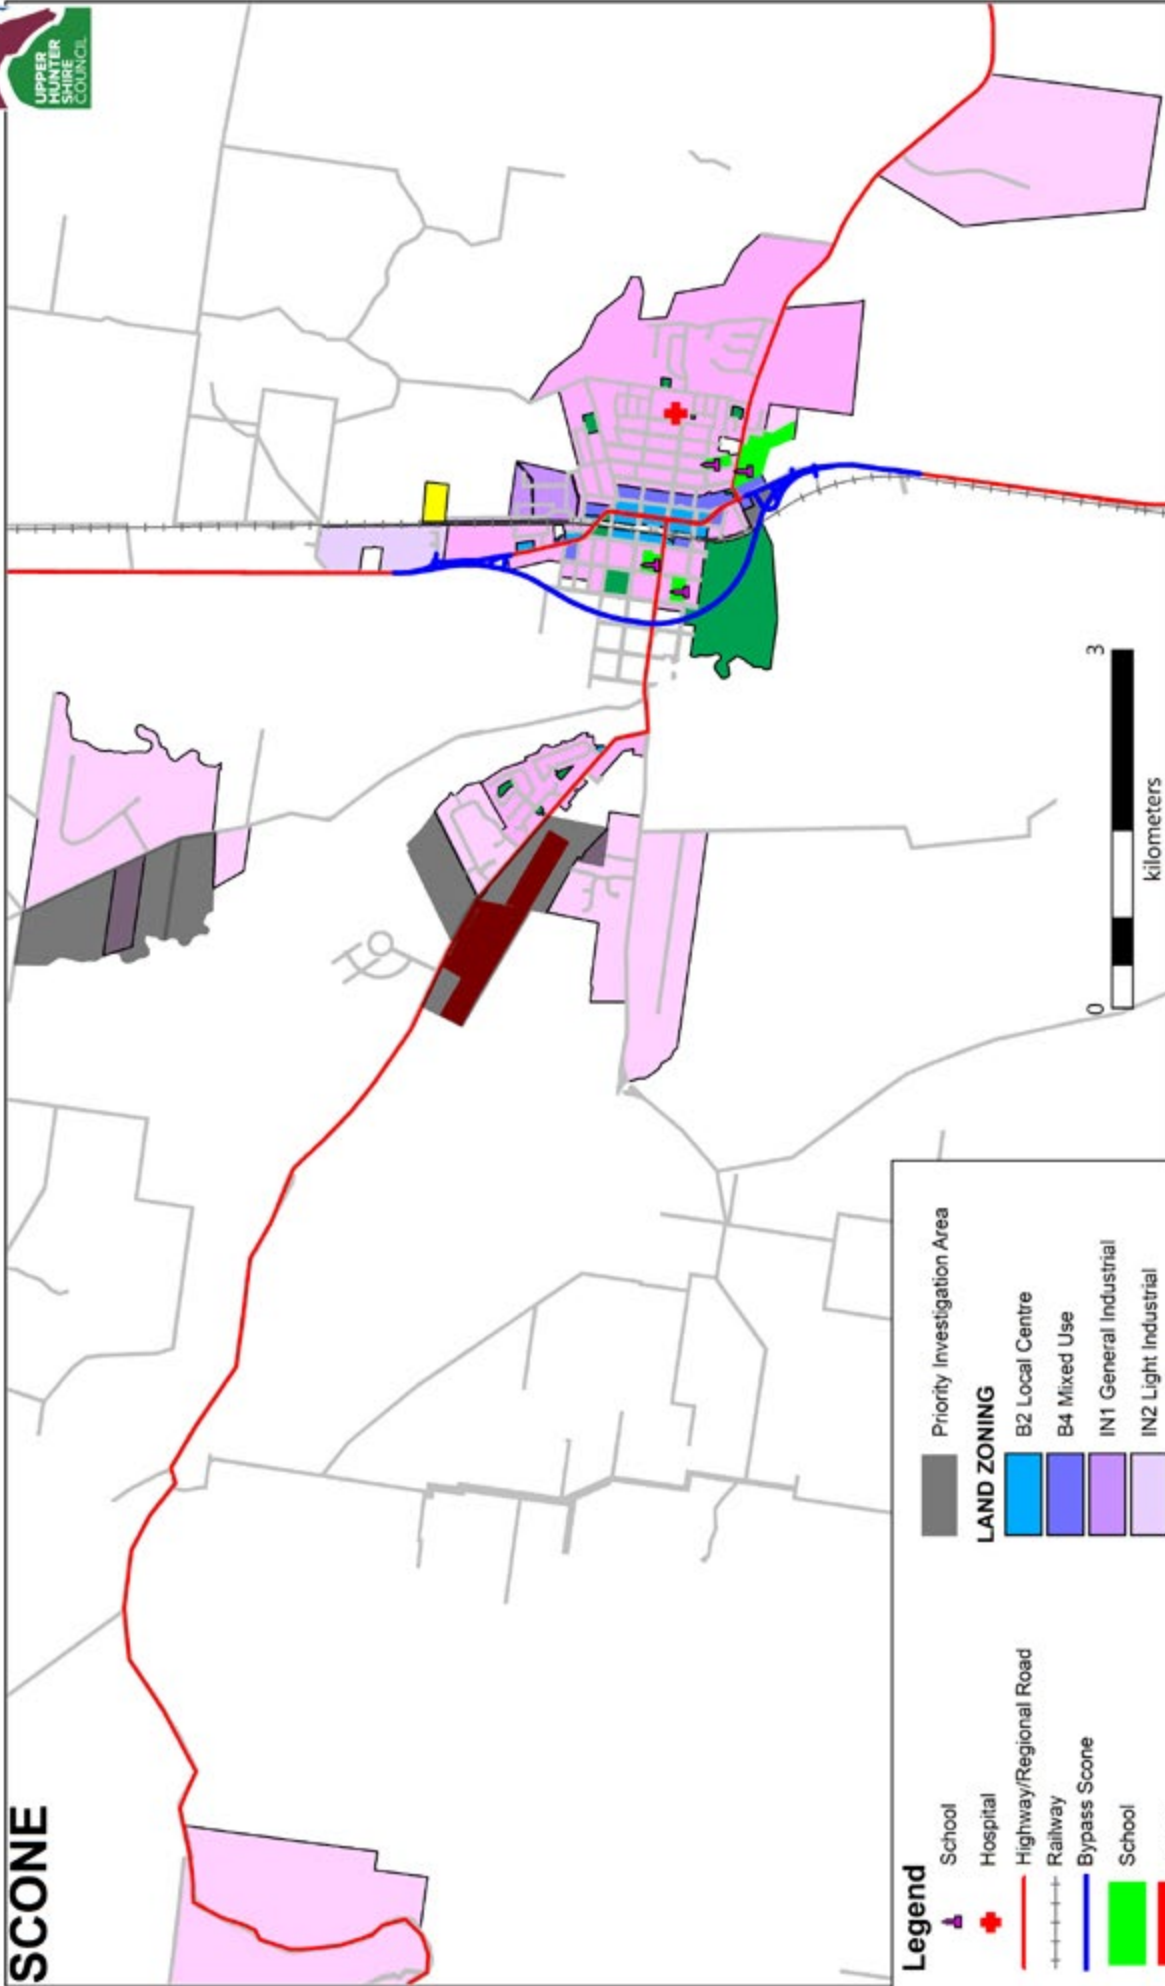 SCONE
UPPER
HUNTER
SHIRE
COUNCIL
0
3
kilometers
Legend
School
Hospital
Highway/Regional Road
Railway
Bypass Scone
School
Priority Investigation Area
LAND ZONING
B2 Local Centre
B4 Mixed Use
IN1 General Industrial
IN2 Light Industrial